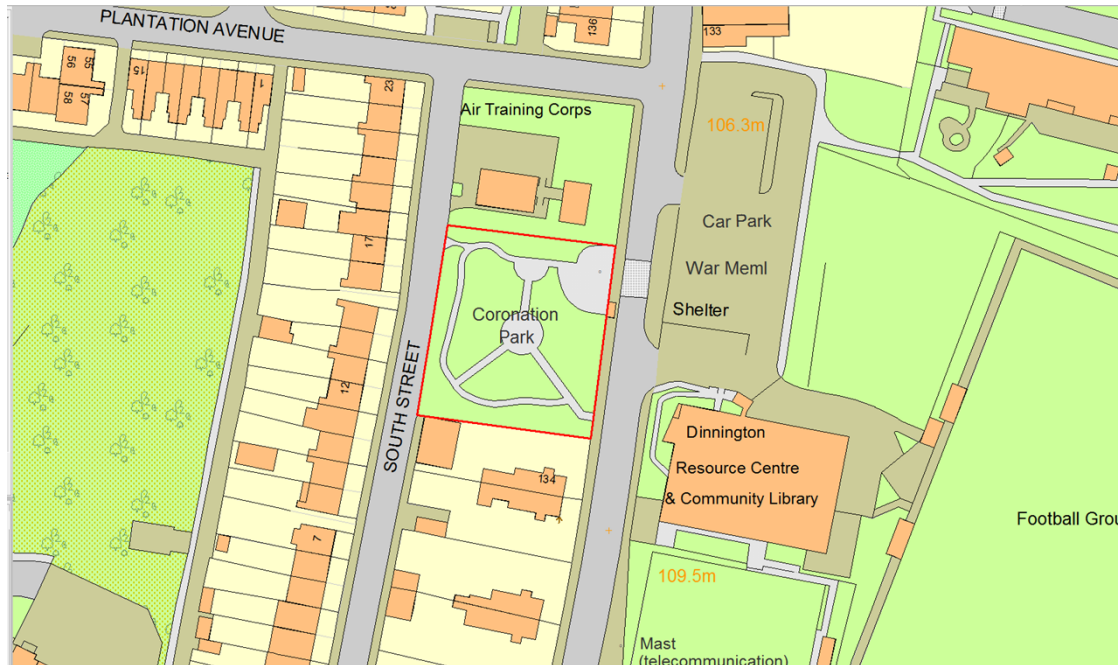 PLANTATION AVENUE
136
133
56
55
58
57
15
1
23
Air Training Corps
106.3m
Car Park
17
War Meml
Shelter
Coronation
Park
SOUTH STREET
12
Dinnington
Resource Centre
& Community Library
134
Football Grou
7
109.5m
Mast
(telecommunication)